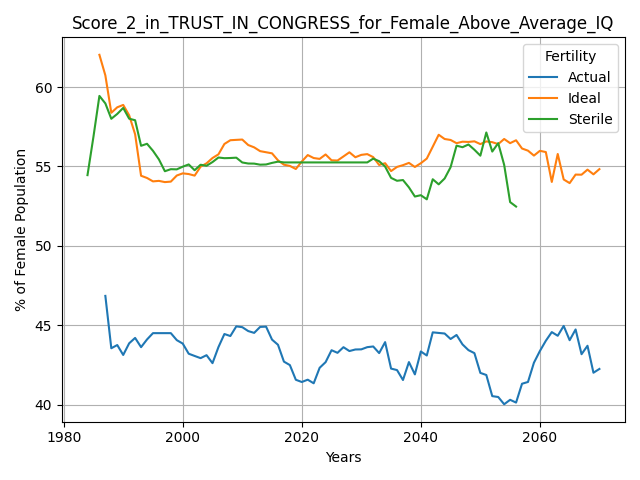 Score_2_in_TRUST_IN_CONGRESS_for_Female_Above_Average_IQ
% of Female Population
60
55
50
45
40
Fertility
Actual
Ideal
Sterile
1980
2000
2020
2040
2060
Years